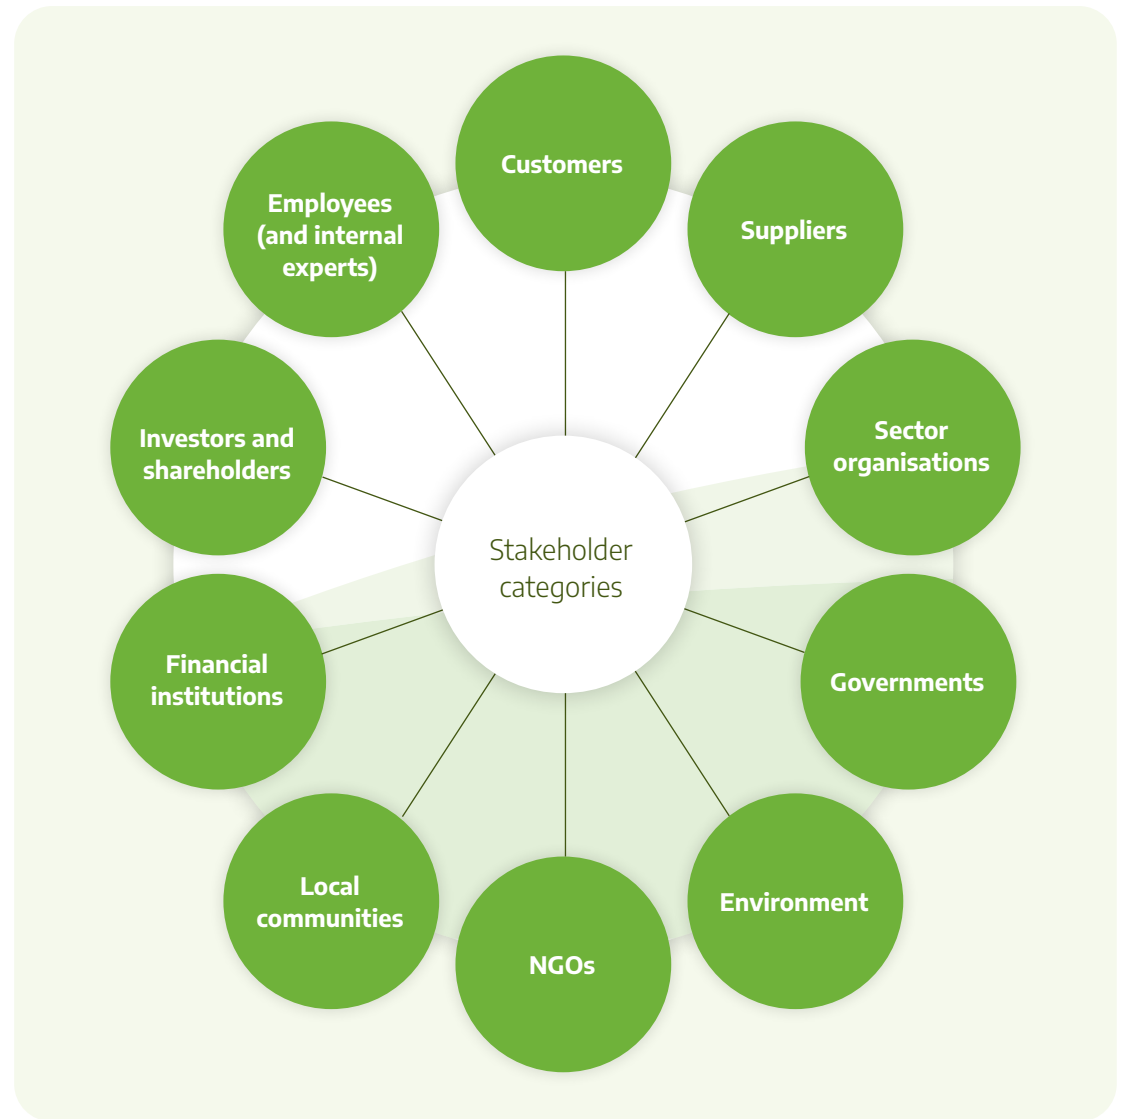 Customers
Suppliers
Sector
organisations
Governments
Environment
NGOs
Local
communities
Financial
institutions
Investors and
shareholders
Employees
(and internal
experts)
Stakeholder
categories